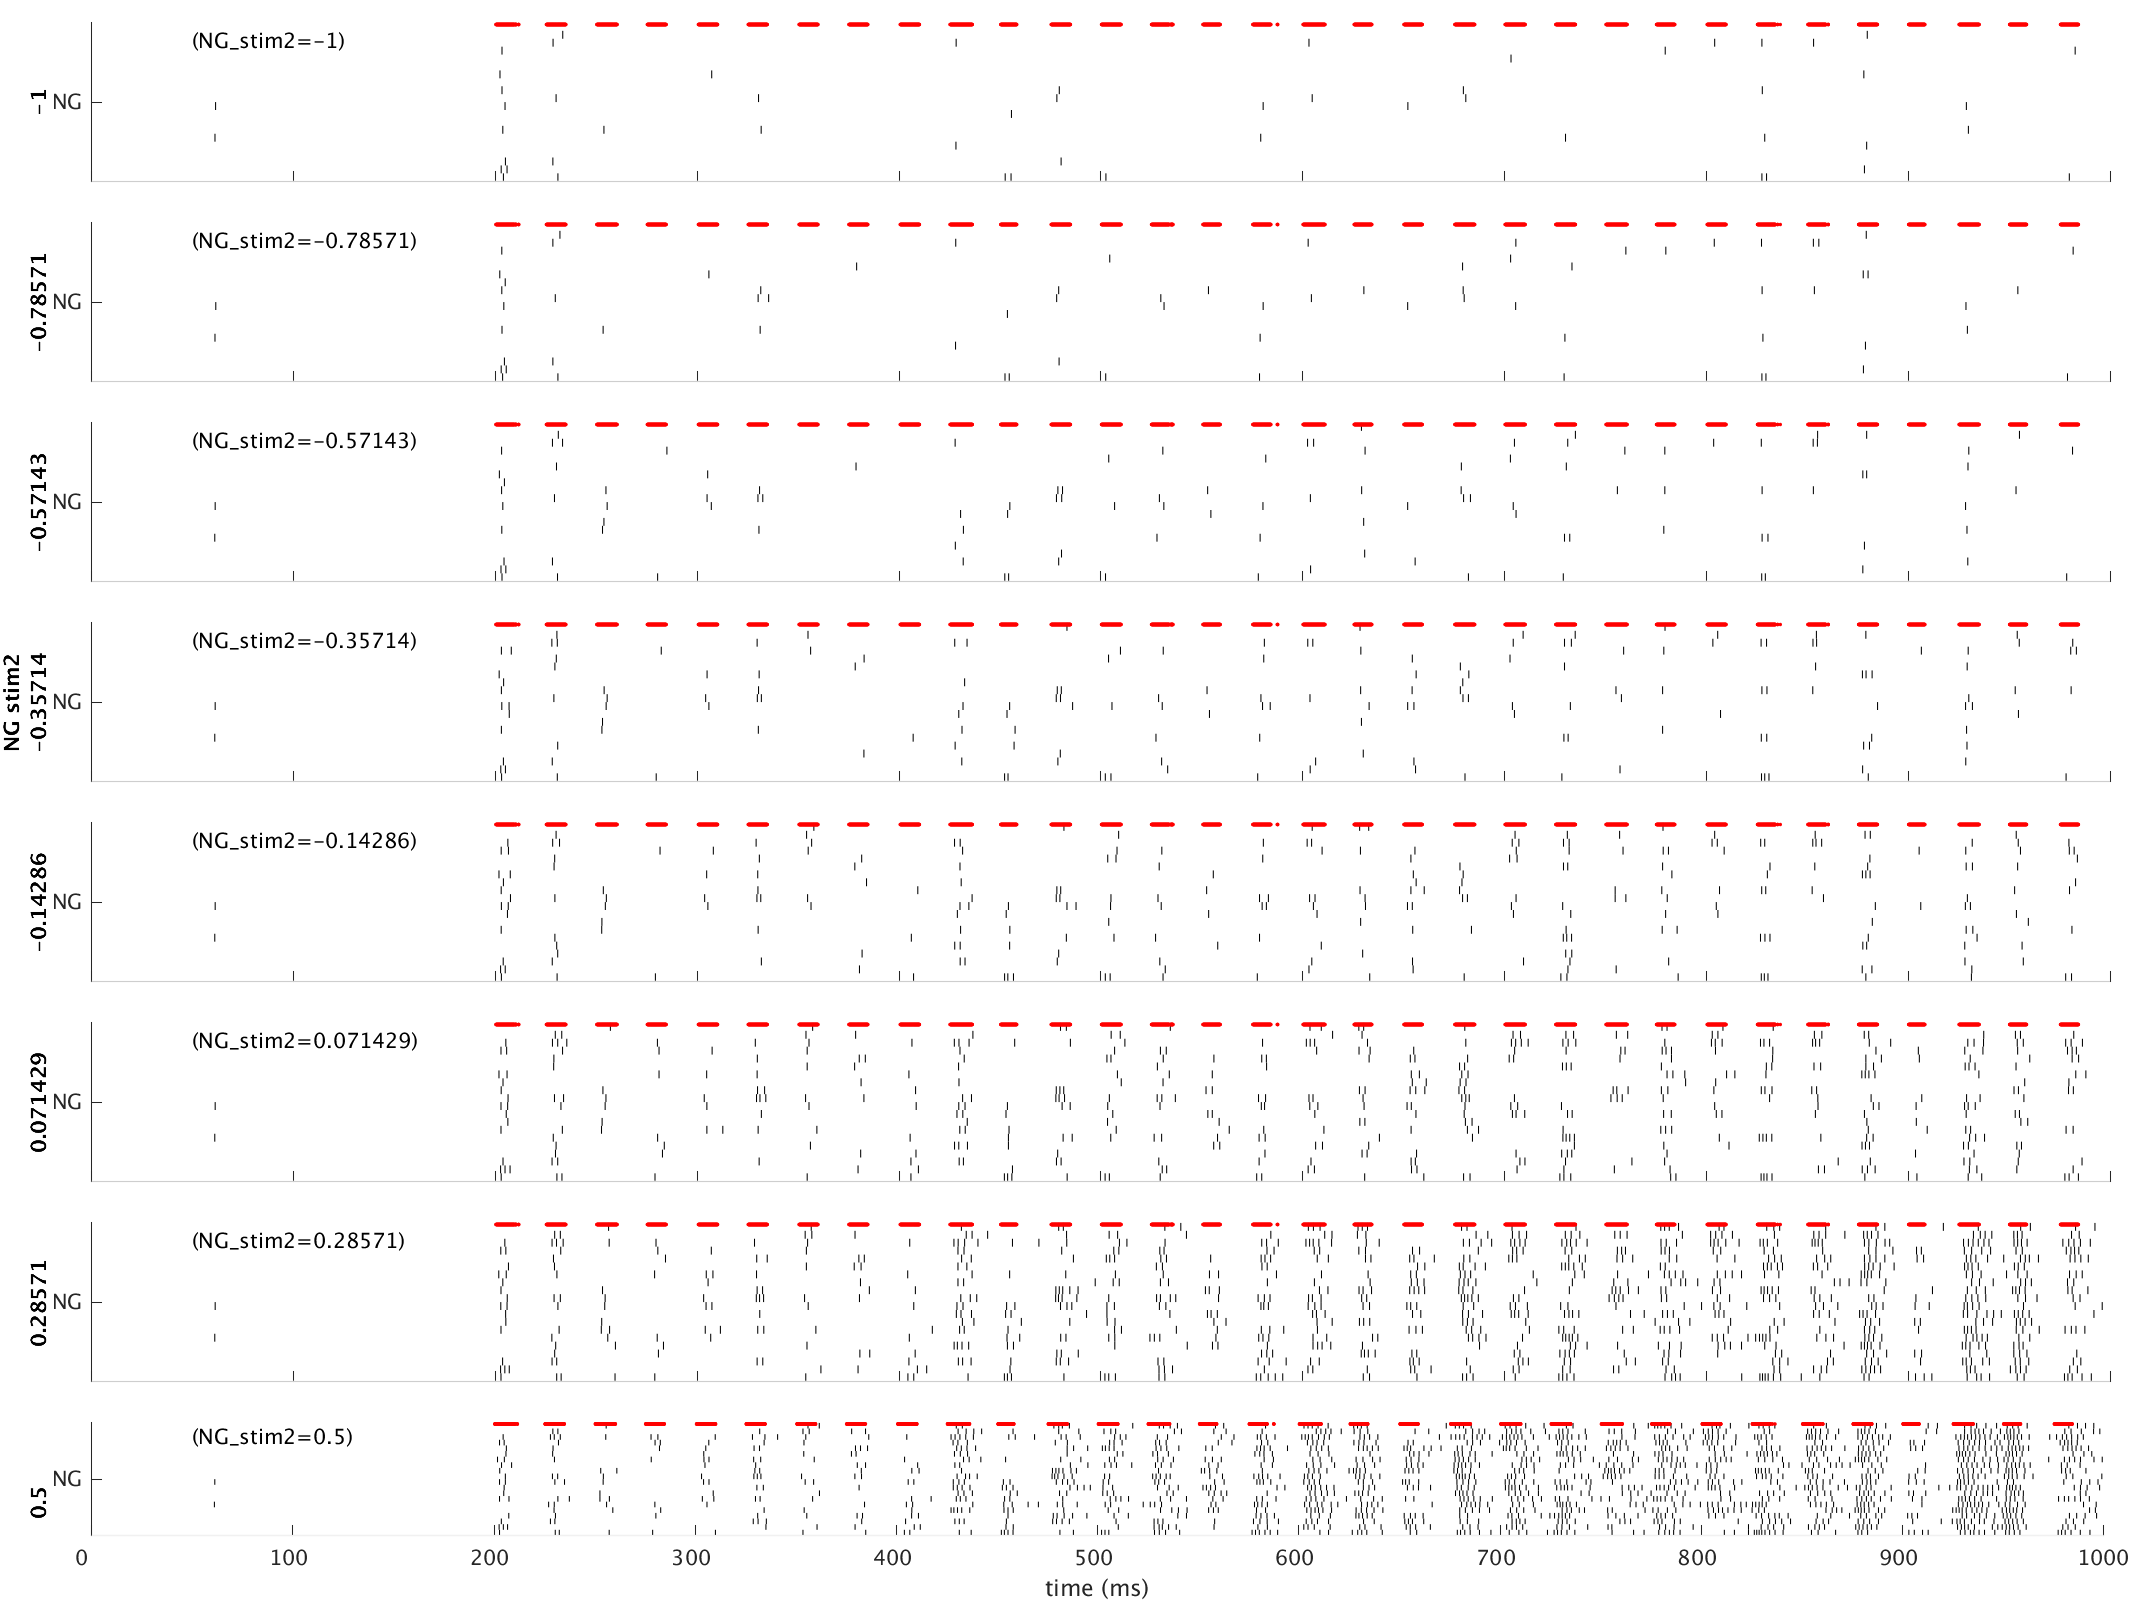 (NG_stim2=-1)
-1
NG
(NG_stim2=-0.78571)
-0.78571
NG
(NG_stim2=-0.57143)
-0.57143
NG
NG stim2
(NG_stim2=-0.35714)
-0.35714
NG
(NG_stim2=-0.14286)
-0.14286
NG
(NG_stim2=0.071429)
0.071429
NG
(NG_stim2=0.28571)
0.28571
NG
(NG_stim2=0.5)
0.5
NG
0 100 200 300 400 500 600 700 800 900 1000
time (ms)